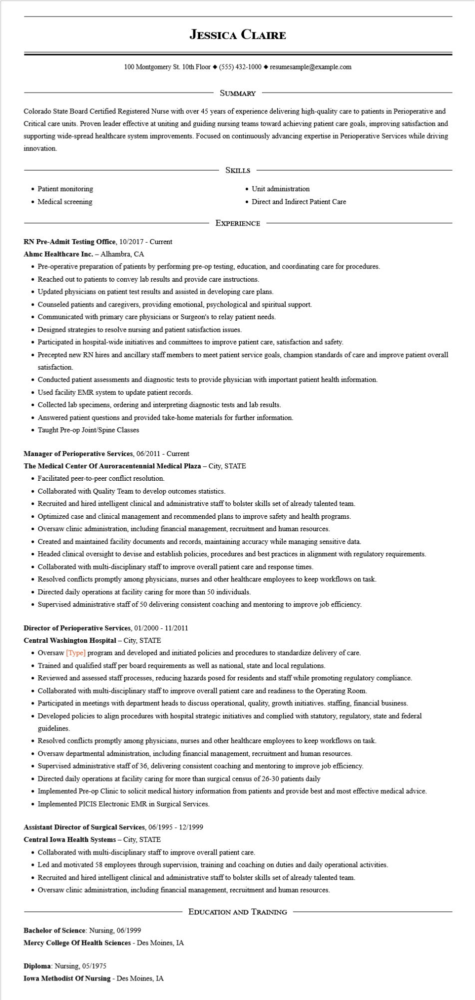 Jessica Claire
100 Montgomery St. 10th Floor ◆ (555) 432-1000 ◆ resumesample@example.com
Summary
Colorado State Board Certified Registered Nurse with over 45 years of experience delivering high-quality care to patients in Perioperative and
Critical care units. Proven leader effective at uniting and guiding nursing teams toward achieving patient care goals, improving satisfaction and
supporting wide-spread healthcare system improvements. Focused on continuously advancing expertise in Perioperative Services while driving
innovation.
Skills
• Patient monitoring
• Medical screening
• Unit administration
• Direct and Indirect Patient Care
Experience
RN Pre-Admit Testing Office, 10/2017 - Current
Ahmc Healthcare Inc. – Alhambra, CA
• Pre-operative preparation of patients by performing pre-op testing, education, and coordinating care for procedures.
• Reached out to patients to convey lab results and provide care instructions.
• Updated physicians on patient test results and assisted in developing care plans.
• Counseled patients and caregivers, providing emotional, psychological and spiritual support.
• Communicated with primary care physicians or Surgeon's to relay patient needs.
• Designed strategies to resolve nursing and patient satisfaction issues.
• Participated in hospital-wide initiatives and committees to improve patient care, satisfaction and safety.
• Precepted new RN hires and ancillary staff members to meet patient service goals, champion standards of care and improve patient overall
satisfaction.
• Conducted patient assessments and diagnostic tests to provide physician with important patient health information.
• Used facility EMR system to update patient records.
• Collected lab specimens, ordering and interpreting diagnostic tests and lab results.
• Answered patient questions and provided take-home materials for further information.
• Taught Pre-op Joint/Spine Classes
Manager of Perioperative Services, 06/2011 - Current
The Medical Center Of Auroracentennial Medical Plaza – City, STATE
• Facilitated peer-to-peer conflict resolution.
• Collaborated with Quality Team to develop outcomes statistics.
• Recruited and hired intelligent clinical and administrative staff to bolster skills set of already talented team.
• Optimized case and clinical management and recommended plans to improve safety and health programs.
• Oversaw clinic administration, including financial management, recruitment and human resources.
• Created and maintained facility documents and records, maintaining accuracy while managing sensitive data.
• Headed clinical oversight to devise and establish policies, procedures and best practices in alignment with regulatory requirements.
• Collaborated with multi-disciplinary staff to improve overall patient care and response times.
• Resolved conflicts promptly among physicians, nurses and other healthcare employees to keep workflows on task.
• Directed daily operations at facility caring for more than 50 individuals.
• Supervised administrative staff of 50 delivering consistent coaching and mentoring to improve job efficiency.
Director of Perioperative Services, 01/2000 - 11/2011
Central Washington Hospital – City, STATE
• Oversaw [Type] program and developed and initiated policies and procedures to standardize delivery of care.
• Trained and qualified staff per board requirements as well as national, state and local regulations.
• Reviewed and assessed staff processes, reducing hazards posed for residents and staff while promoting regulatory compliance.
• Collaborated with multi-disciplinary staff to improve overall patient care and readiness to the Operating Room.
• Participated in meetings with department heads to discuss operational, quality, growth initiatives. staffing, financial business.
• Developed policies to align procedures with hospital strategic initiatives and complied with statutory, regulatory, state and federal
guidelines.
• Resolved conflicts promptly among physicians, nurses and other healthcare employees to keep workflows on task.
• Oversaw departmental administration, including financial management, recruitment and human resources.
• Supervised administrative staff of 36, delivering consistent coaching and mentoring to improve job efficiency.
• Directed daily operations at facility caring for more than surgical census of 26-30 patients daily
• Implemented Pre-op Clinic to solicit medical history information from patients and provide best and most effective medical advice.
• Implemented PICIS Electronic EMR in Surgical Services.
Assistant Director of Surgical Services, 06/1995 - 12/1999
Central Iowa Health Systems – City, STATE
• Collaborated with multi-disciplinary staff to improve overall patient care.
• Led and motivated 58 employees through supervision, training and coaching on duties and daily operational activities.
• Recruited and hired intelligent clinical and administrative staff to bolster skills set of already talented team.
• Oversaw clinic administration, including financial management, recruitment and human resources.
Education and Training
Bachelor of Science: Nursing, 06/1999
Mercy College Of Health Sciences - Des Moines, IA
Diploma: Nursing, 05/1975
Iowa Methodist Of Nursing - Des Moines, IA